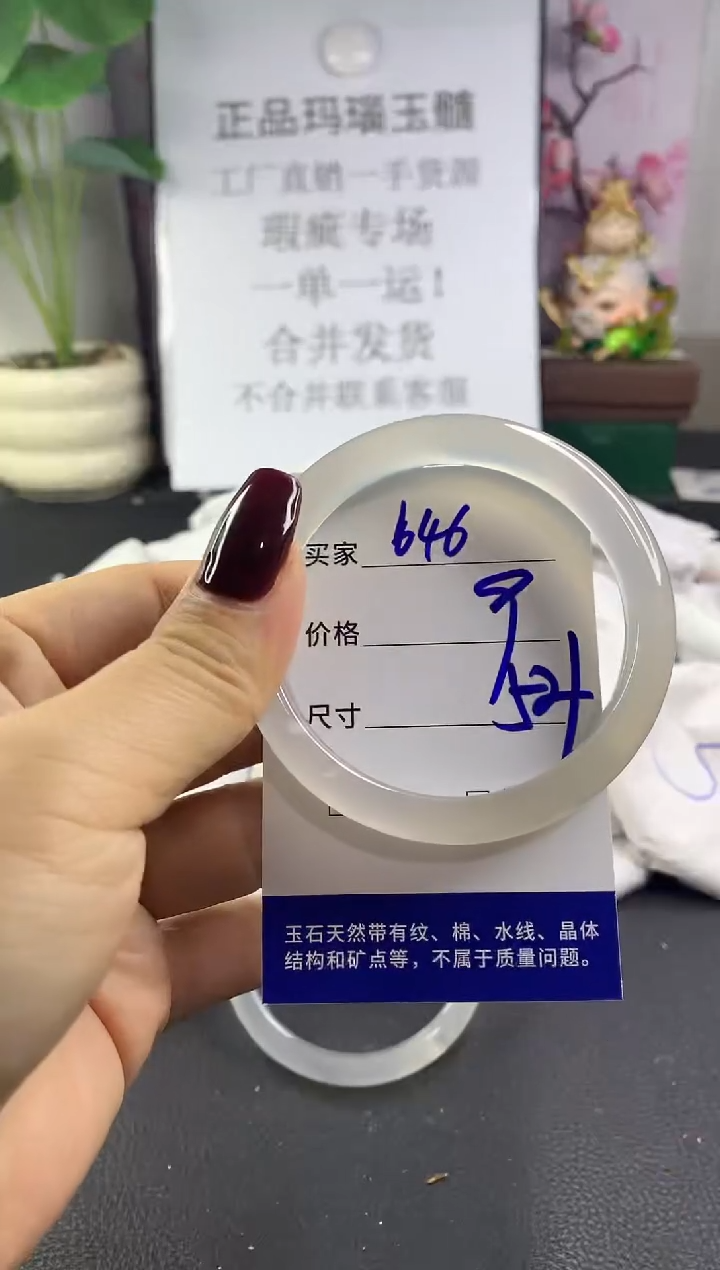 正品玛瑙玉髓
工厂直销一手货源
瑕疵专场
一单一运！
合并发货
不合并联系客服
买家 646
价格
尺寸
玉石天然带有纹、棉、水线、晶体
结构和矿点等，不属于质量问题。